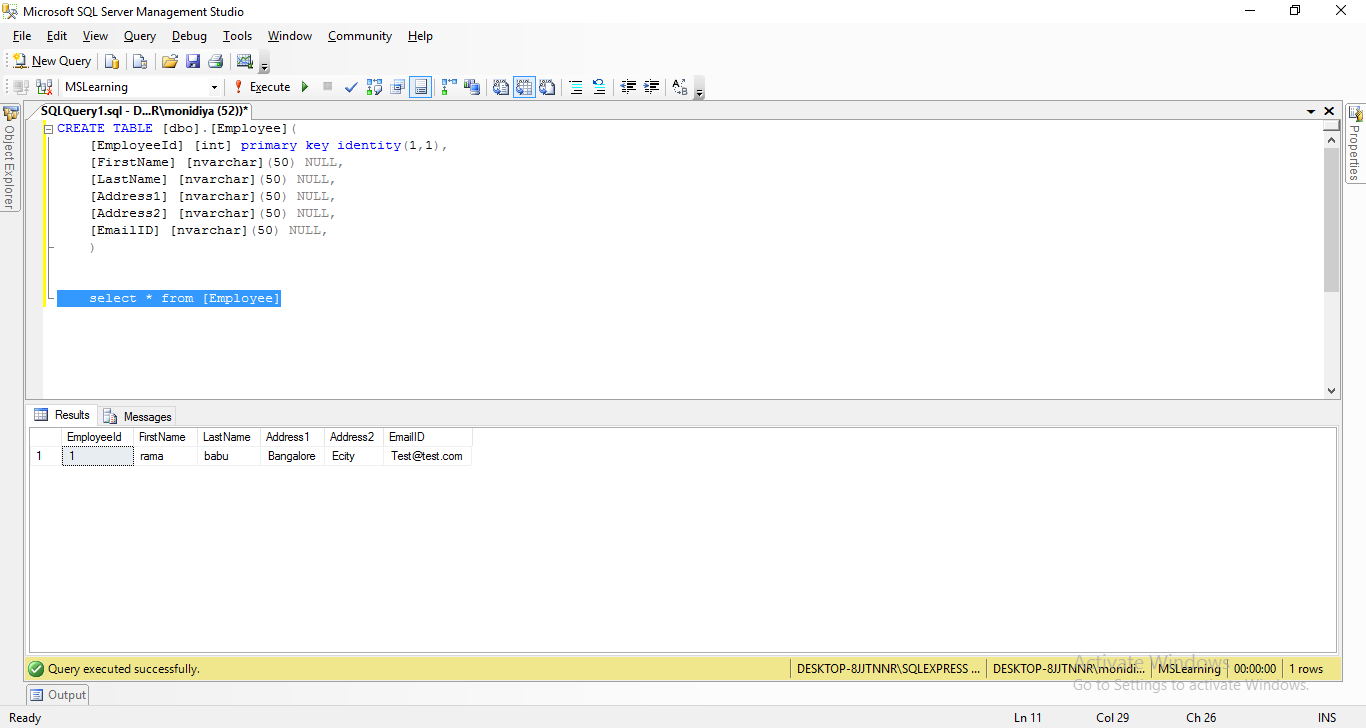 Microsoft SQL Server Management Studio
File Edit View Query Debug Tools Window Community Help
New Query
MSLearning Execute
Object Explorer
SQLQuery1.sql - D...R\monidiya (52))*
Properties
CREATE TABLE [dbo].[Employee](
[EmployeeId] [int] primary key identity(1,1),
[FirstName] [nvarchar](50) NULL,
[LastName] [nvarchar](50) NULL,
[Address1] [nvarchar](50) NULL,
[Address2] [nvarchar](50) NULL,
[EmailID] [nvarchar](50) NULL,
)
select * from [Employee]
Results Messages
EmployeeId FirstName LastName Address1 Address2 EmailID
1 1 rama babu Bangalore Ecity Test@test.com
Query executed successfully. DESKTOP-8JJTNNR\SQLEXPRESS ... DESKTOP-8JJTNNR\monidi... MSLearning 00:00:00 1 rows
Activate Windows
Go to Settings to activate Windows.
Output
Ready Ln 11 Col 29 Ch 26 INS